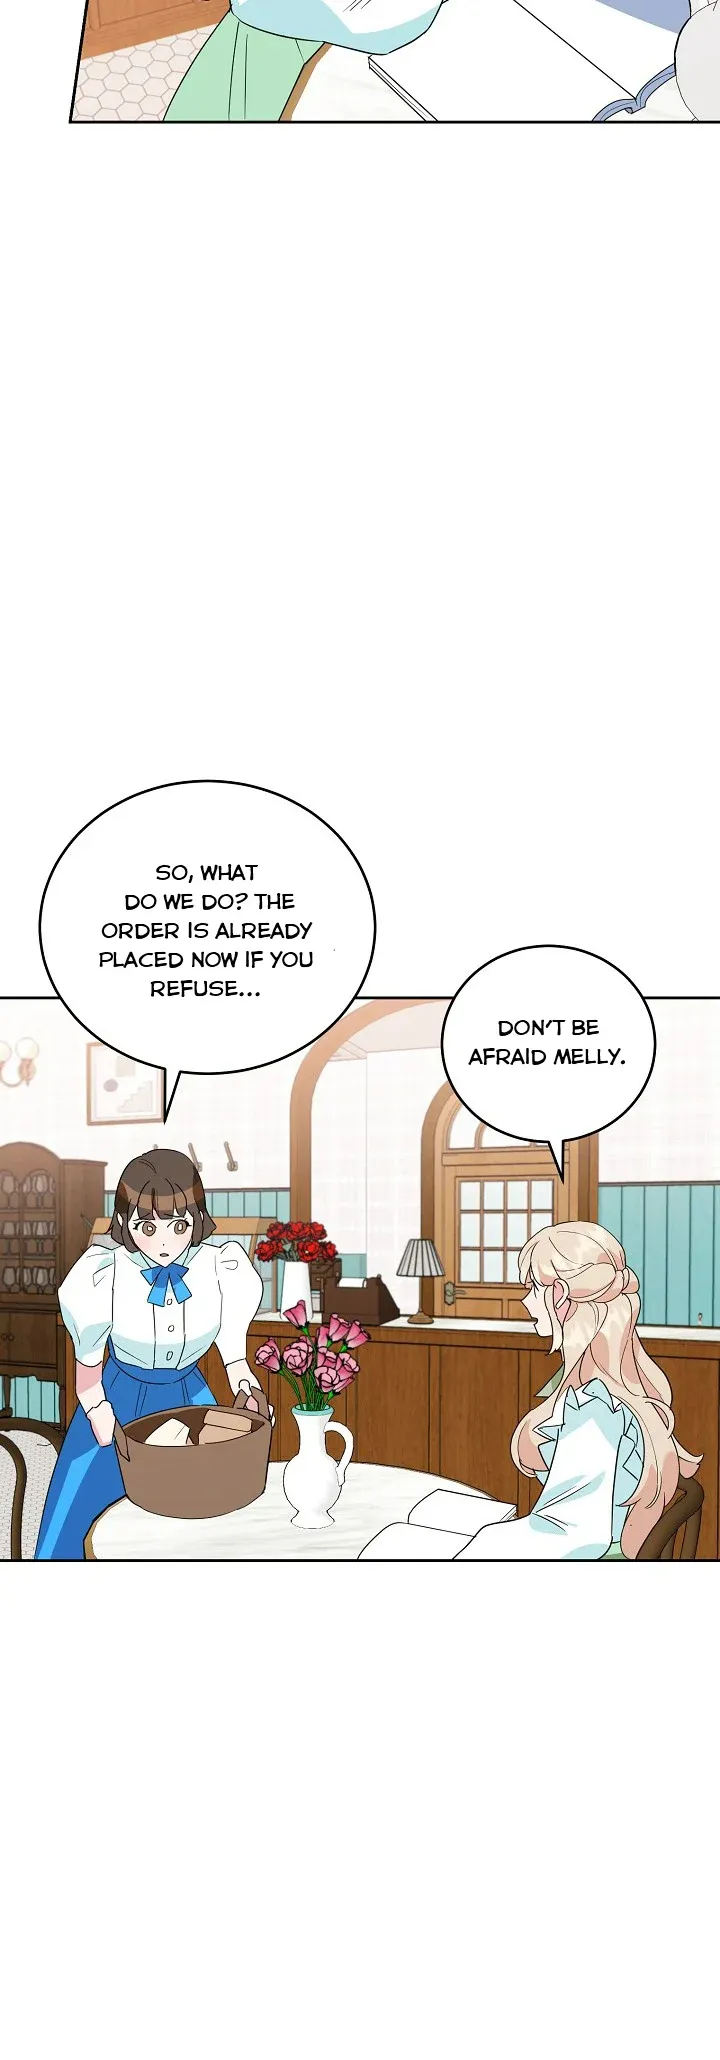 SO, WHAT
DO WE DO? THE
ORDER IS ALREADY
PLACED NOW IF YOU
REFUSE...
DON'T BE
AFRAID MELLY.